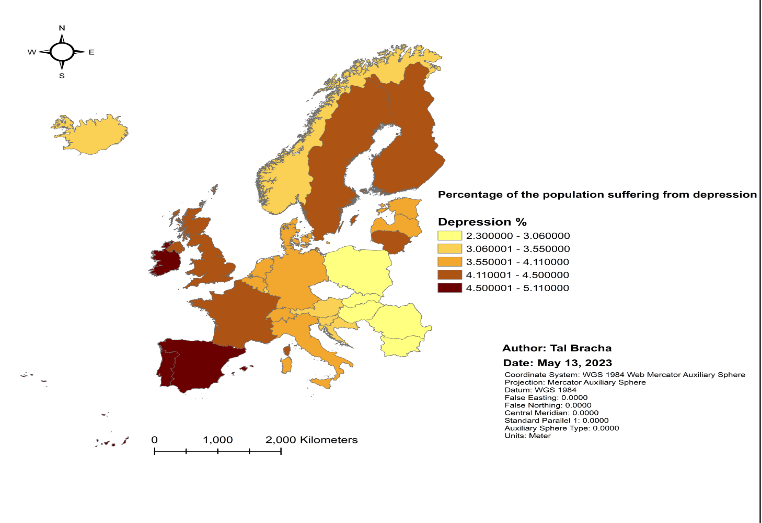 N
W E
S
Percentage of the population suffering from depression
Depression %
2.300000 - 3.060000
3.060001 - 3.550000
3.550001 - 4.110000
4.110001 - 4.500000
4.500001 - 5.110000
Author: Tal Bracha
Date: May 13, 2023
Coordinate System: WGS 1984 Web Mercator Auxiliary Sphere
Projection: Mercator Auxiliary Sphere
Datum: WGS 1984
False Easting: 0.0000
False Northing: 0.0000
Central Meridian: 0.0000
Standard Parallel 1: 0.0000
Auxiliary Sphere Type: 0.0000
Units: Meter
0 1,000 2,000 Kilometers